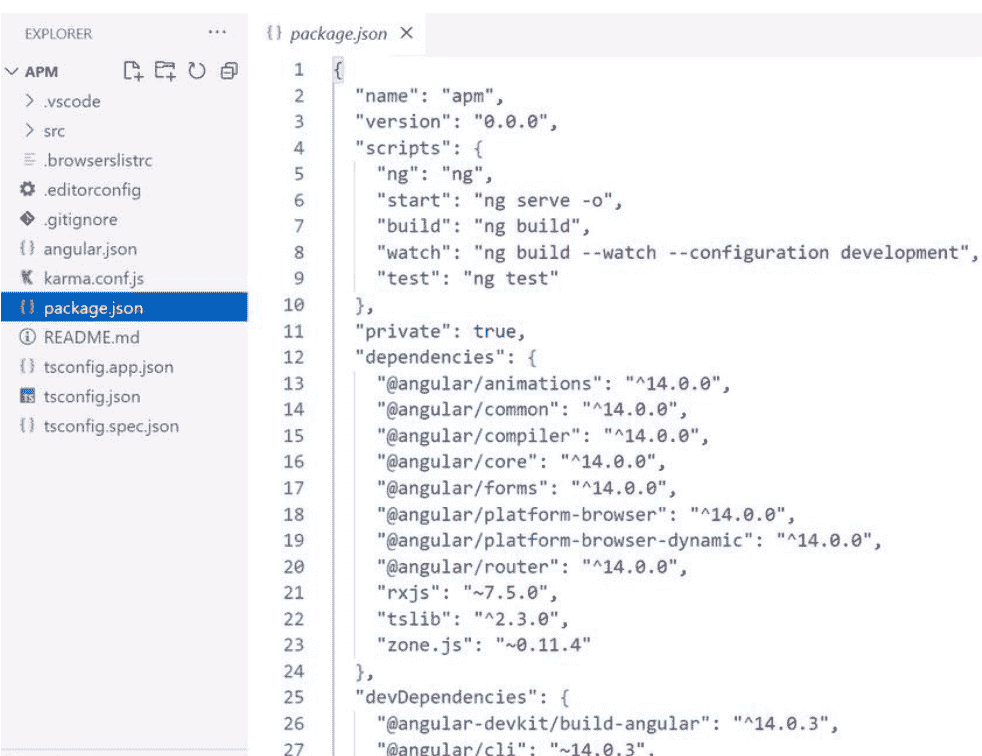 EXPLORER ...
APM
.vscode
src
.browserslistrc
.editorconfig
.gitignore
angular.json
karma.conf.js
package.json
README.md
tsconfig.app.json
tsconfig.json
tsconfig.spec.json
{} package.json ×
1 {
2 "name": "apm",
3 "version": "0.0.0",
4 "scripts": {
5 "ng": "ng",
6 "start": "ng serve -o",
7 "build": "ng build",
8 "watch": "ng build --watch --configuration development",
9 "test": "ng test"
10 },
11 "private": true,
12 "dependencies": {
13 "@angular/animations": "^14.0.0",
14 "@angular/common": "^14.0.0",
15 "@angular/compiler": "^14.0.0",
16 "@angular/core": "^14.0.0",
17 "@angular/forms": "^14.0.0",
18 "@angular/platform-browser": "^14.0.0",
19 "@angular/platform-browser-dynamic": "^14.0.0",
20 "@angular/router": "^14.0.0",
21 "rxjs": "~7.5.0",
22 "tslib": "^2.3.0",
23 "zone.js": "~0.11.4"
24 },
25 "devDependencies": {
26 "@angular-devkit/build-angular": "^14.0.3",
27 "@angular/cli": "~14.0.3",